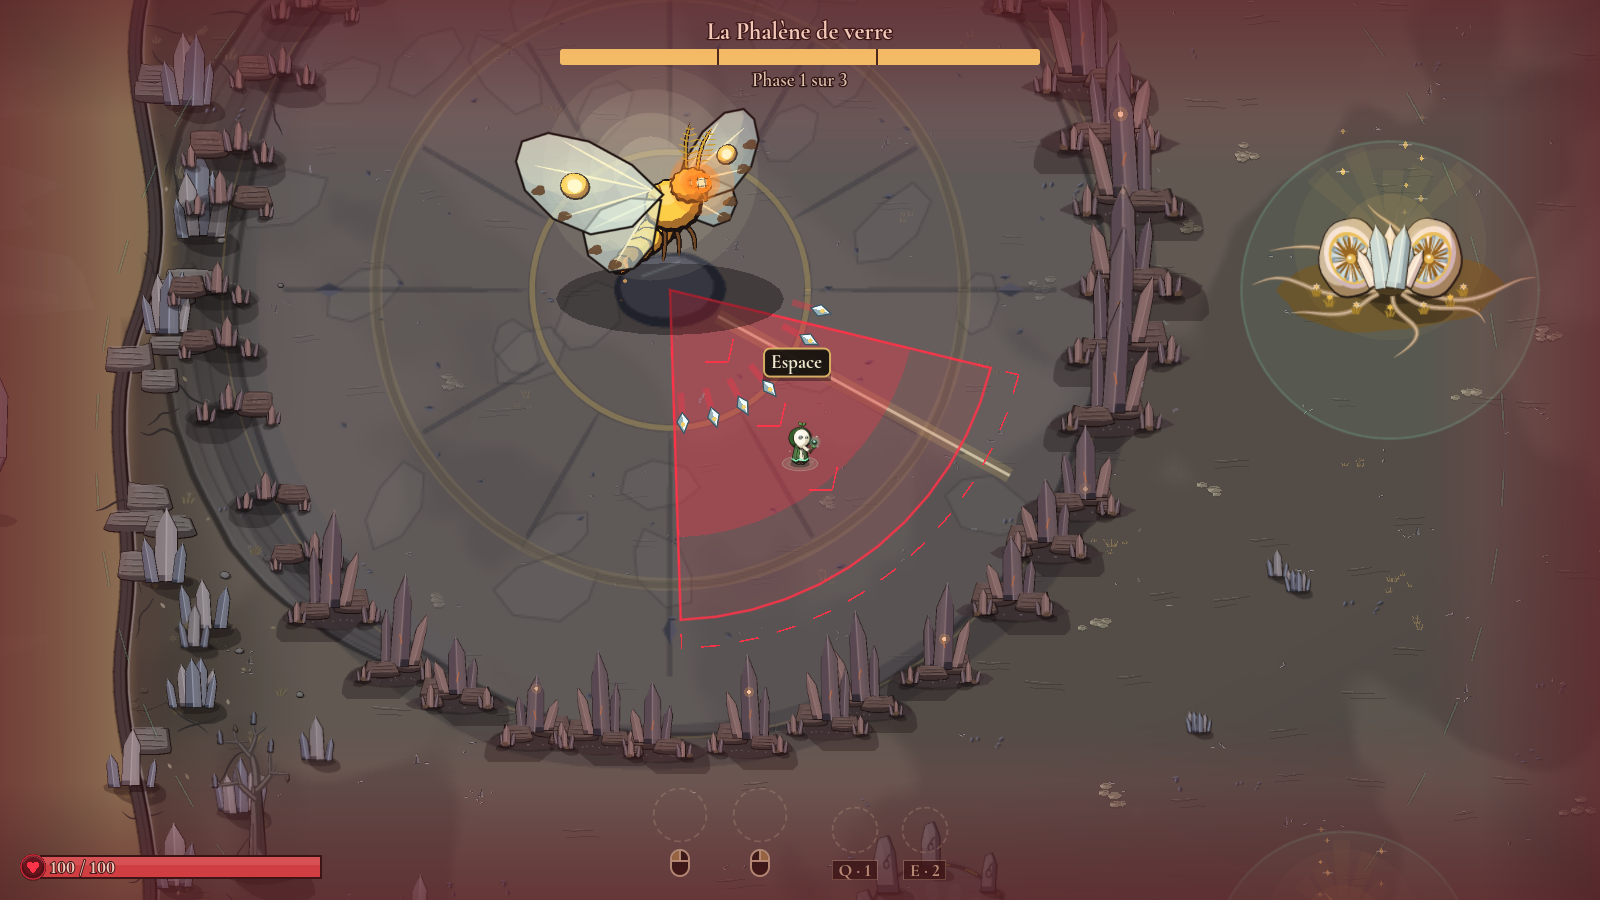 La Phalène de verre
Phase 1 sur 3
Espace
100 / 100
Q · 1
E · 2